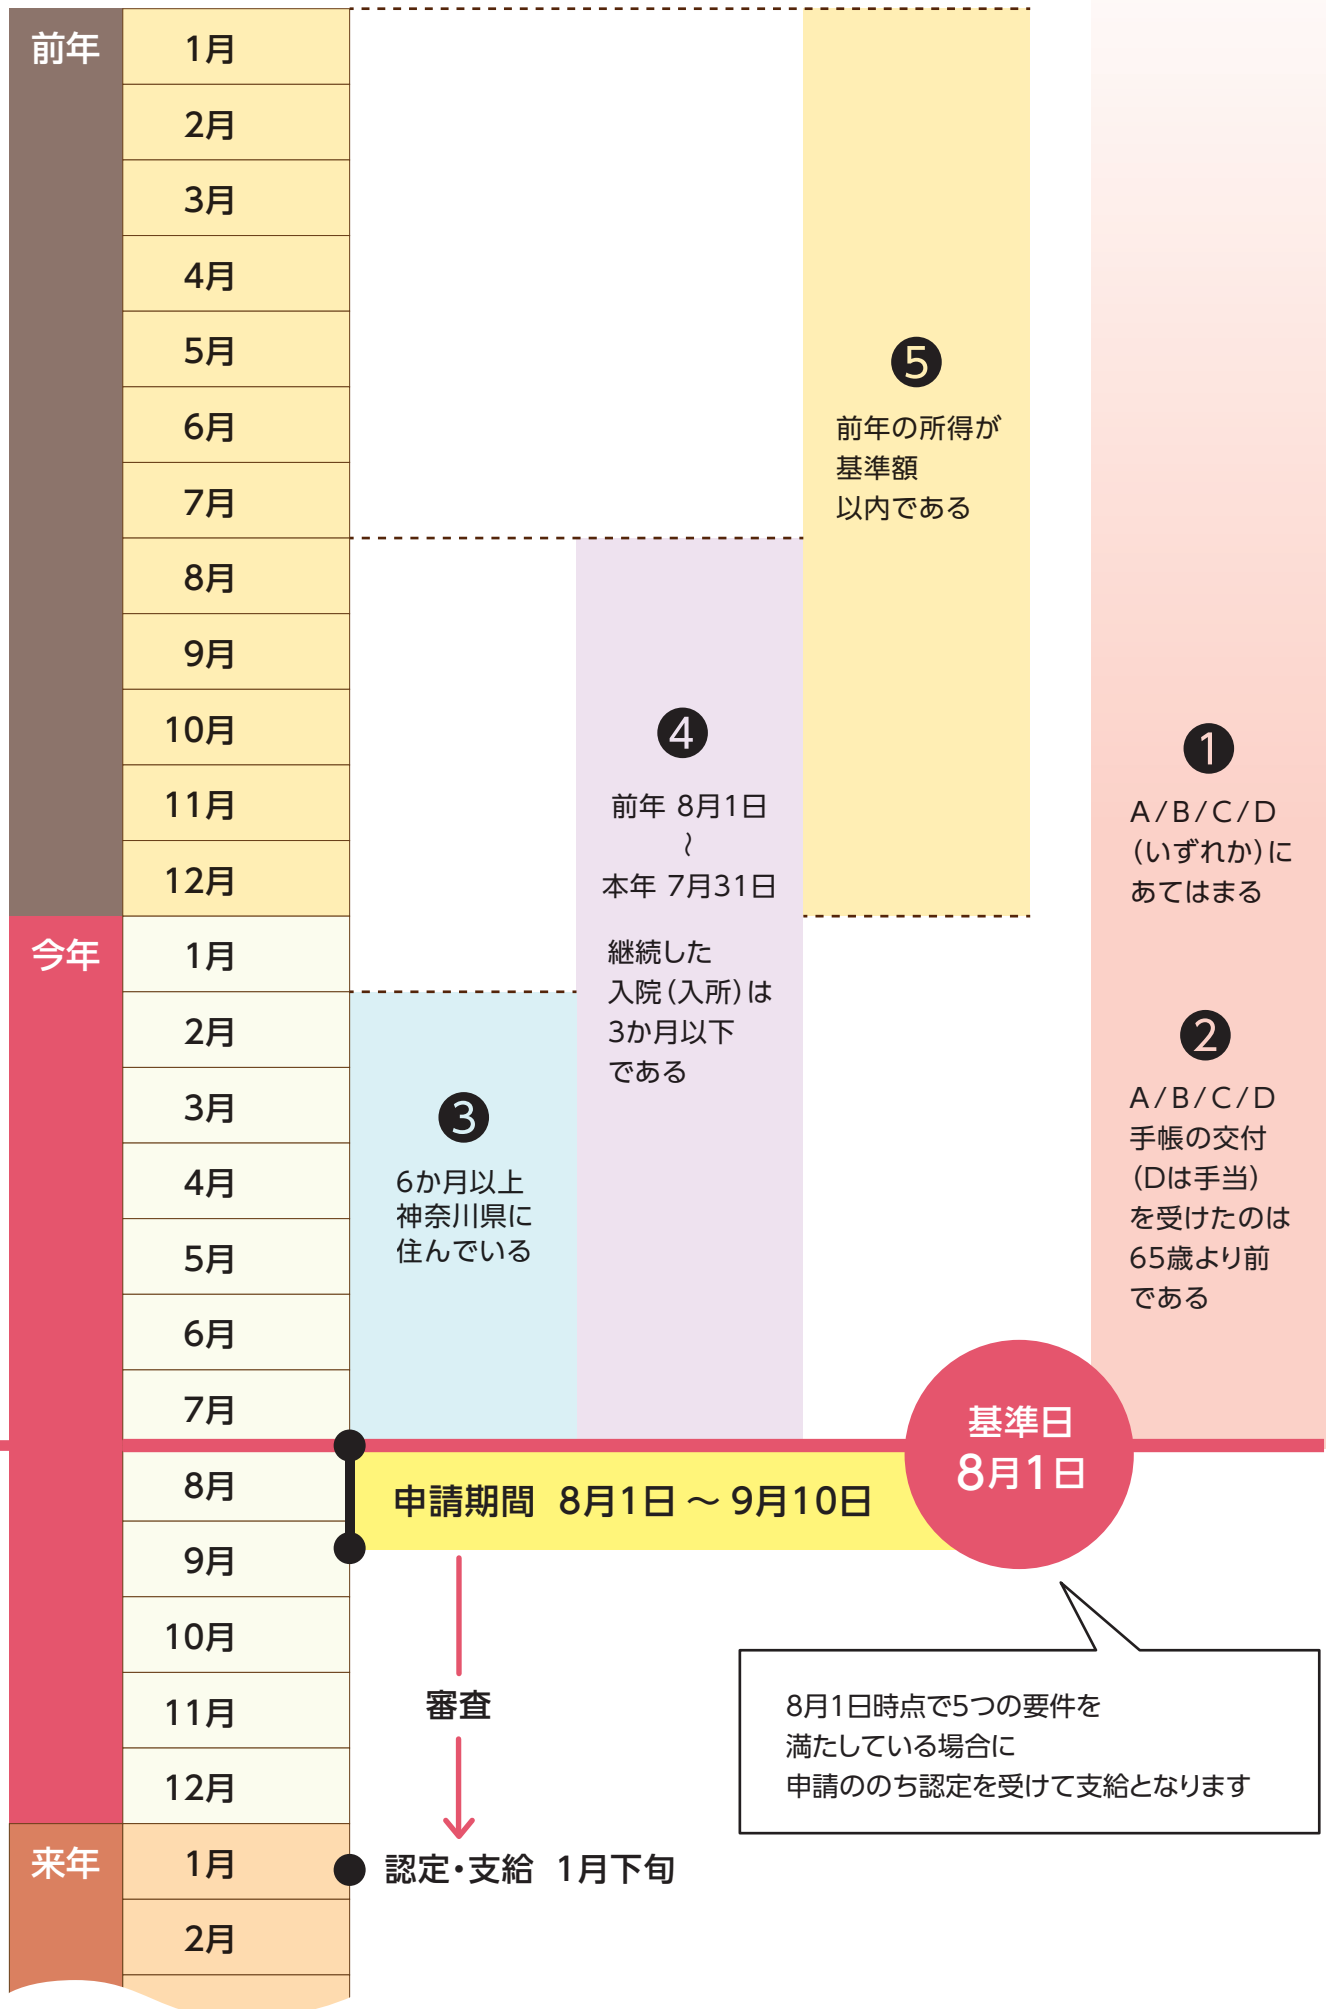 前年
1月
2月
3月
4月
5月
6月
7月
8月
9月
10月
11月
12月
今年
1月
2月
3月
4月
5月
6月
7月
8月
9月
10月
11月
12月
来年
1月
2月
❺
前年の所得が
基準額
以内である
❹
前年 8月1日
〜
本年 7月31日
継続した
入院(入所)は
3か月以下
である
❸
6か月以上
神奈川県に
住んでいる
❶
A/B/C/D
(いずれか)に
あてはまる
❷
A/B/C/D
手帳の交付
(Dは手当)
を受けたのは
65歳より前
である
基準日
8月1日
申請期間 8月1日 〜 9月10日
審査
認定・支給 1月下旬
8月1日時点で5つの要件を
満たしている場合に
申請ののち認定を受けて支給となります